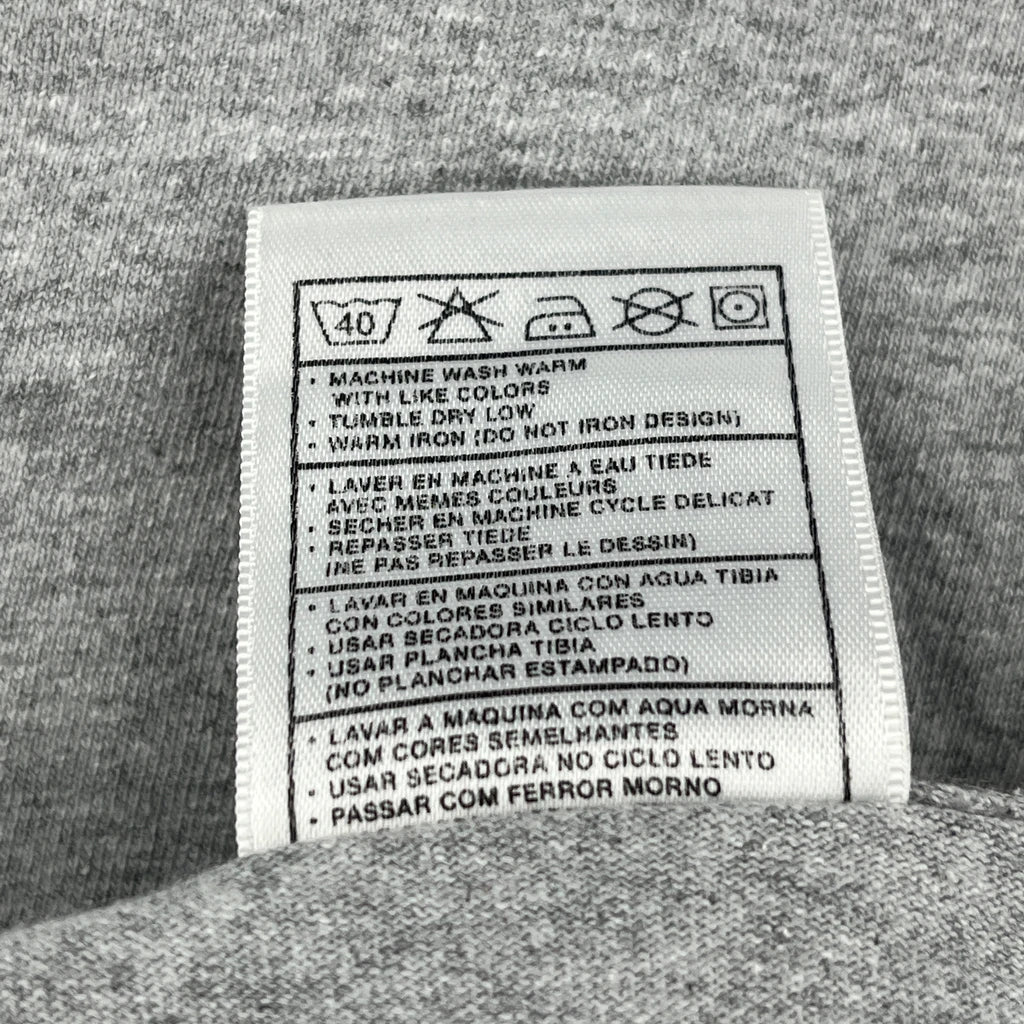 40
• MACHINE WASH WARM
WITH LIKE COLORS
• TUMBLE DRY LOW
• WARM IRON (DO NOT IRON DESIGN)
• LAVER EN MACHINE A EAU TIEDE
AVEC MEMES COULEURS
• SECHER EN MACHINE CYCLE DELICAT
• REPASSER TIEDE
(NE PAS REPASSER LE DESSIN)
• LAVAR EN MAQUINA CON AGUA TIBIA
CON COLORES SIMILARES
• USAR SECADORA CICLO LENTO
• USAR PLANCHA TIBIA
(NO PLANCHAR ESTAMPADO)
• LAVAR A MAQUINA COM AQUA MORNA
COM CORES SEMELHANTES
• USAR SECADORA NO CICLO LENTO
• PASSAR COM FERROR MORNO